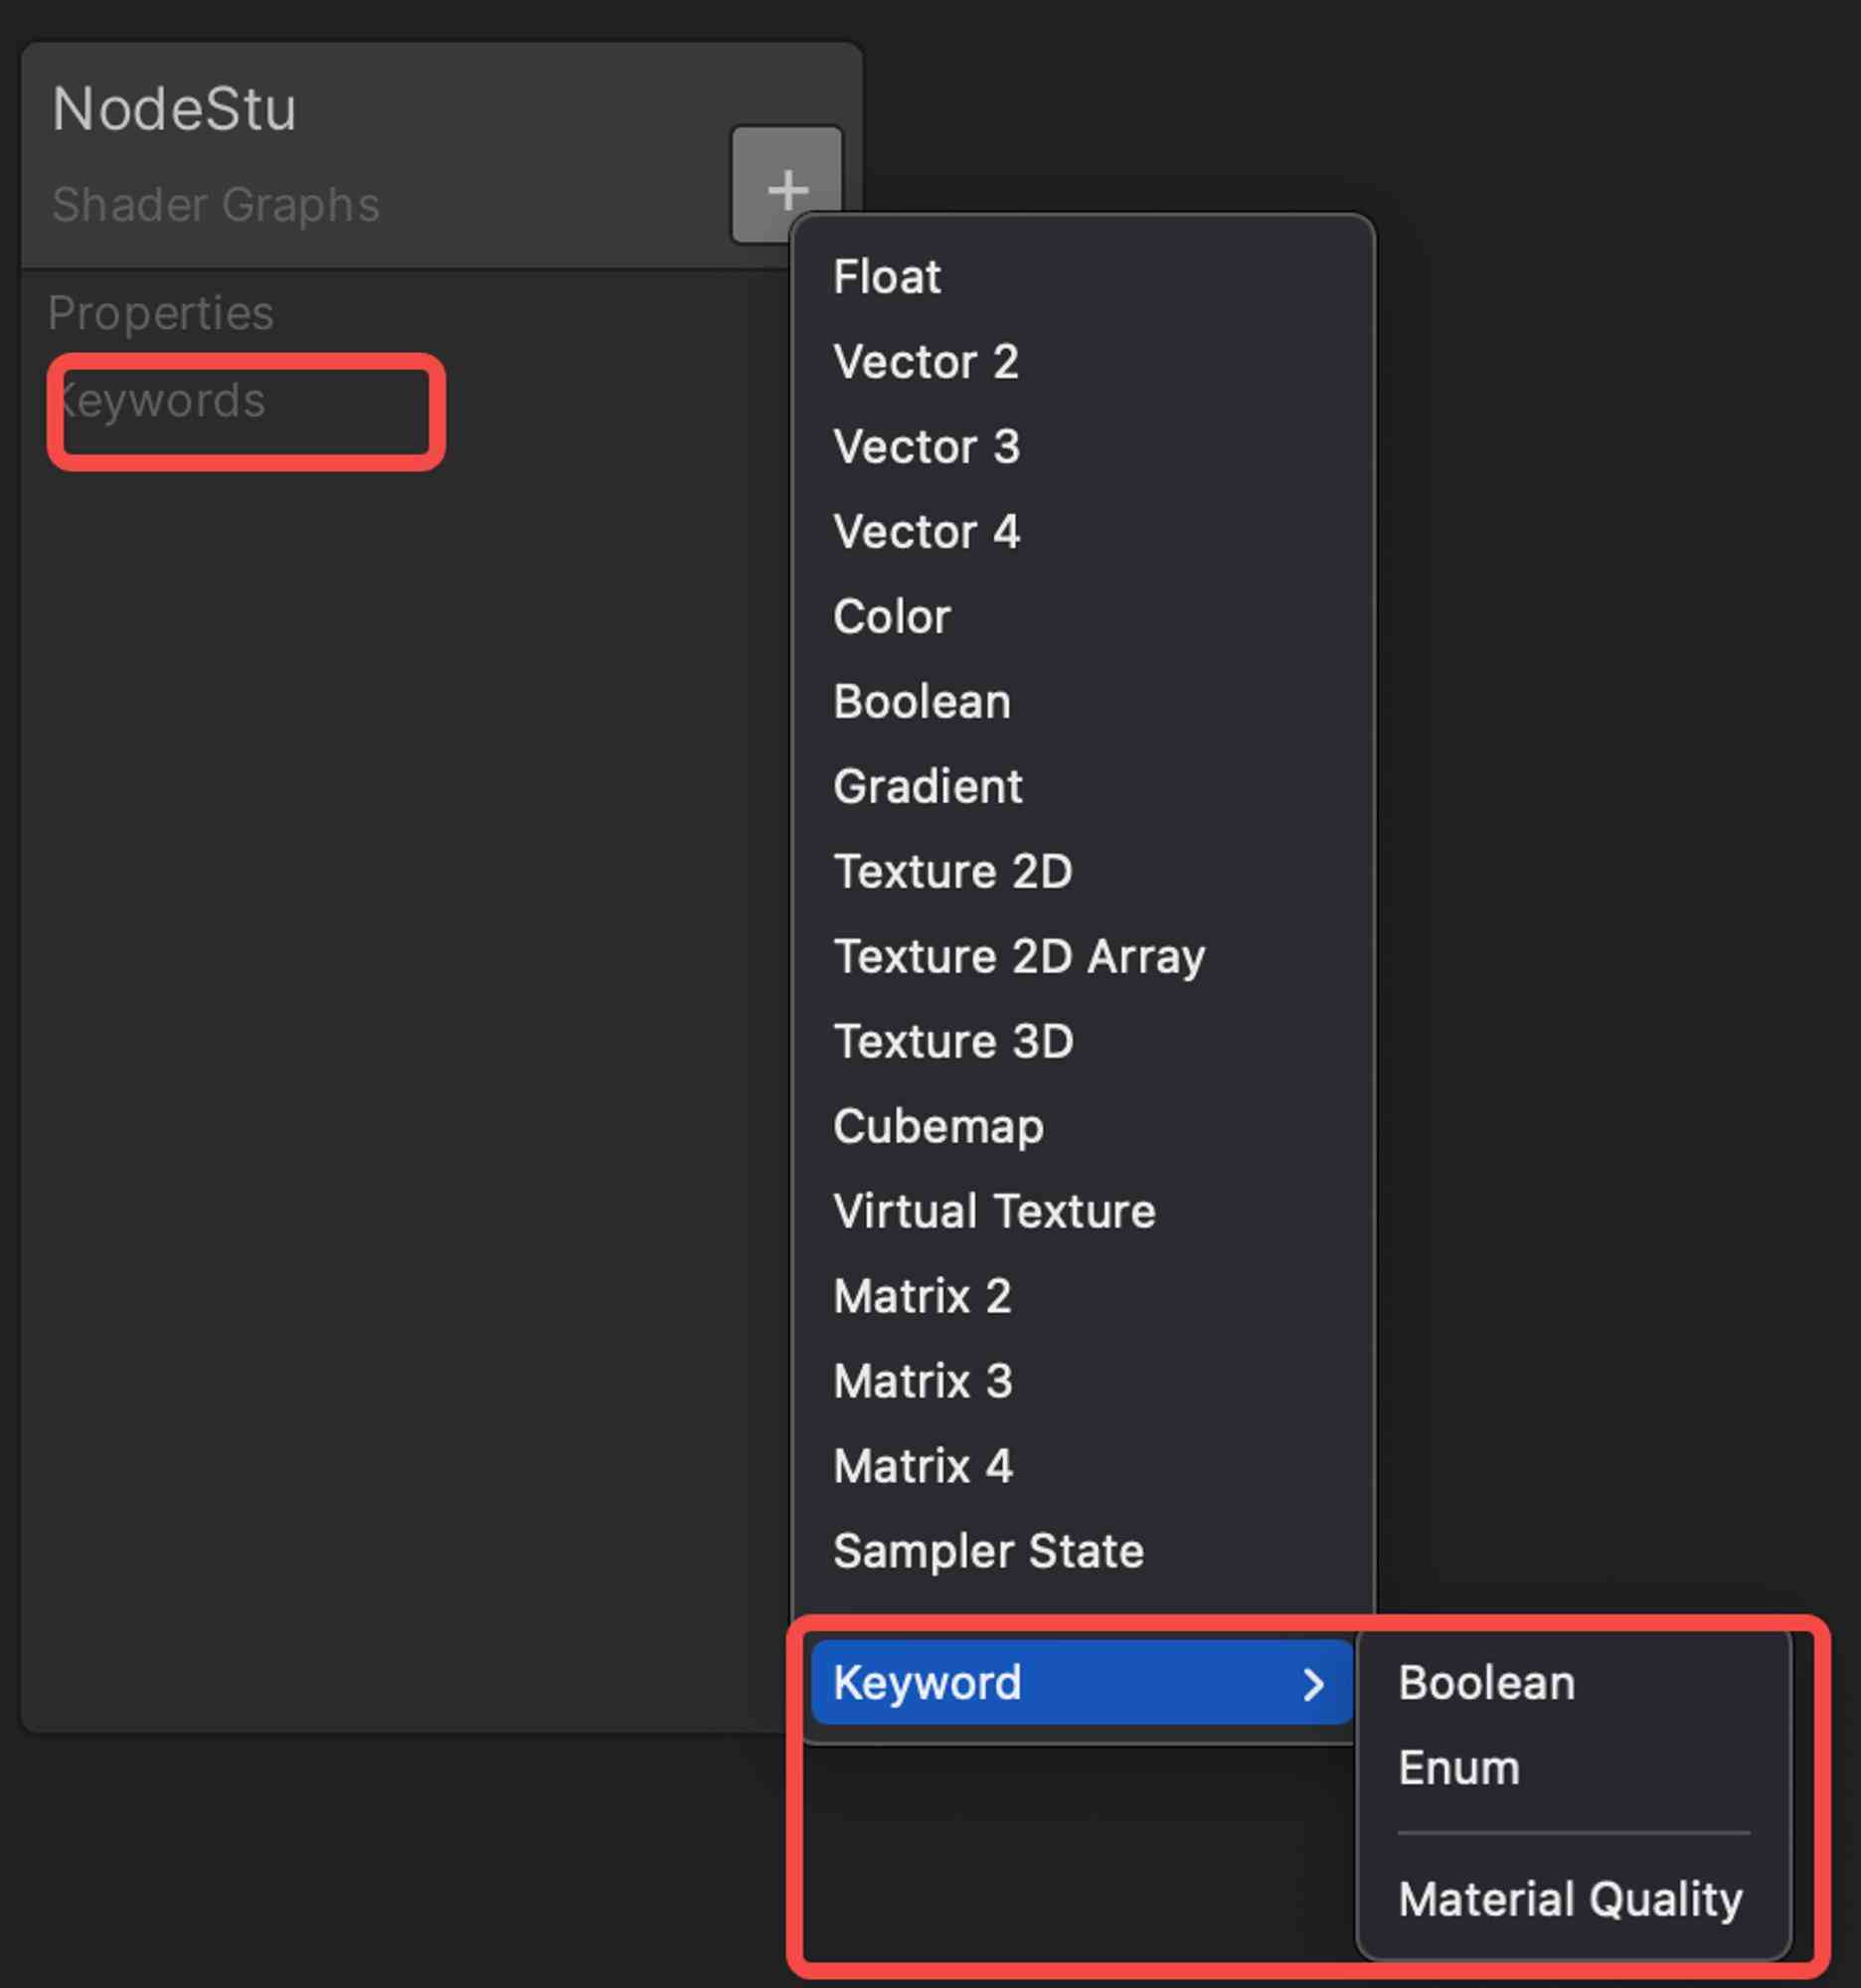 NodeStu
Shader Graphs
+
Properties
Keywords
Float
Vector 2
Vector 3
Vector 4
Color
Boolean
Gradient
Texture 2D
Texture 2D Array
Texture 3D
Cubemap
Virtual Texture
Matrix 2
Matrix 3
Matrix 4
Sampler State
Keyword
Boolean
Enum
Material Quality